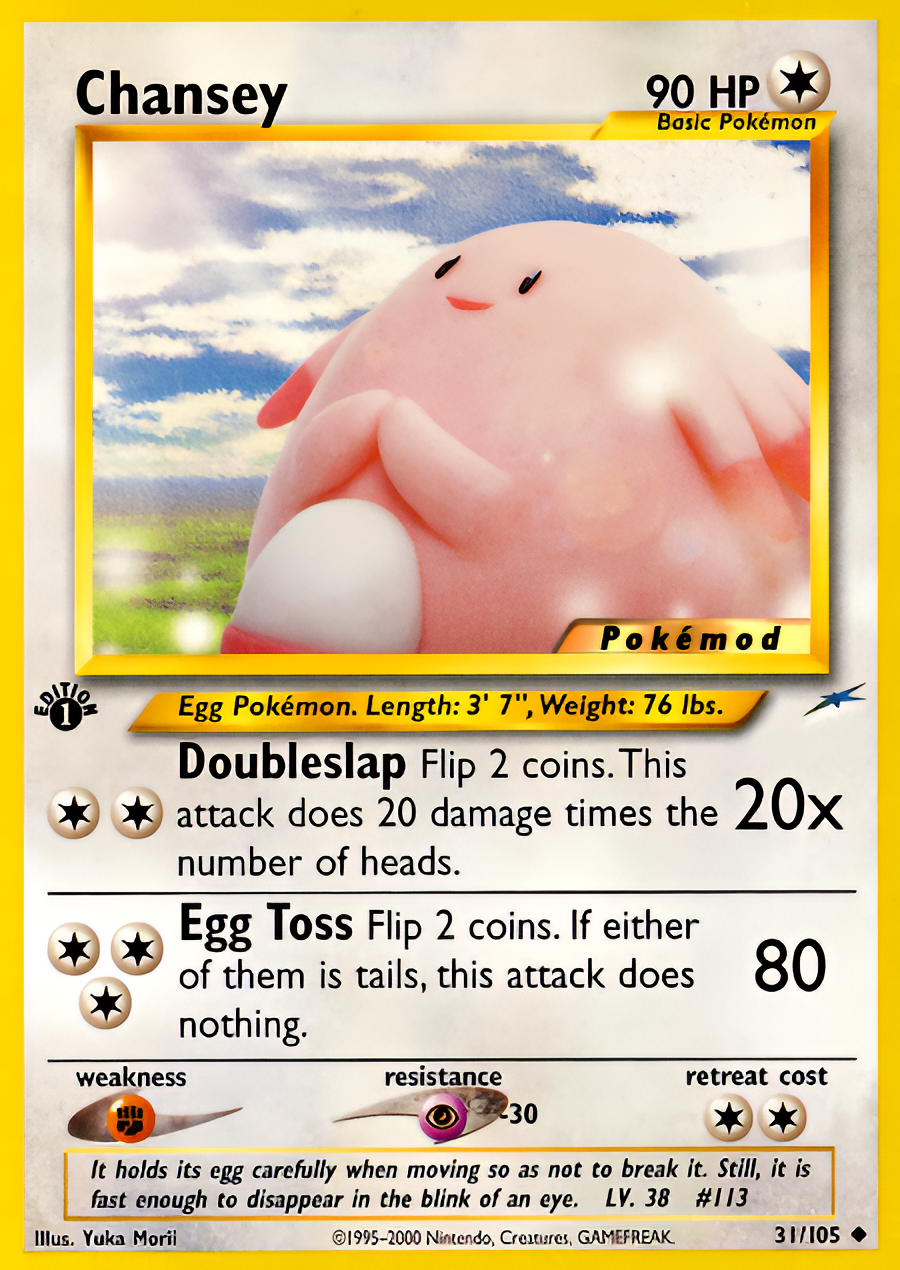 Chansey
90 HP
Basic Pokémon
Pokémod
EDITION
1
Egg Pokémon. Length: 3' 7", Weight: 76 lbs.
Doubleslap Flip 2 coins. This
attack does 20 damage times the
number of heads.
20x
Egg Toss Flip 2 coins. If either
of them is tails, this attack does
nothing.
80
weakness
resistance
retreat cost
-30
It holds its egg carefully when moving so as not to break it. Still, it is
fast enough to disappear in the blink of an eye. LV. 38 #113
Illus. Yuka Morii
©1995-2000 Nintendo, Creatures, GAMEFREAK.
31/105